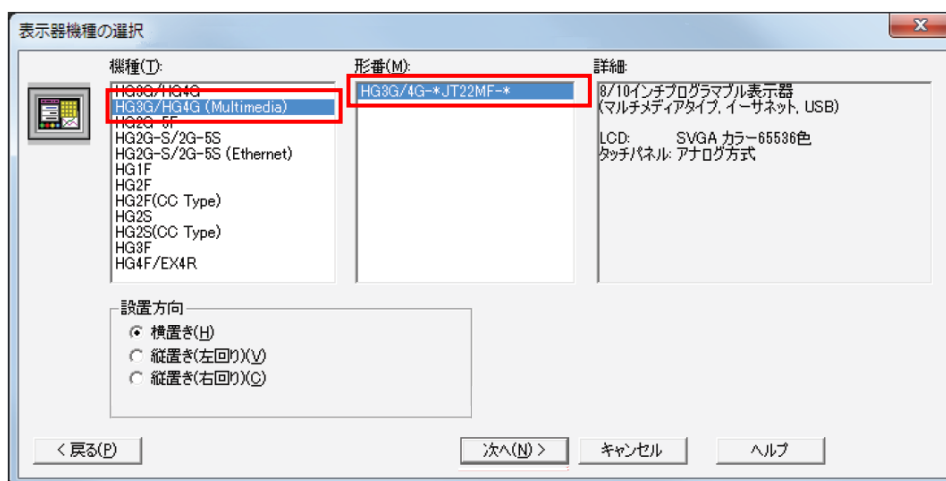 表示器機種の選択
機種(T):
HG3G/HG4G
HG3G/HG4G (Multimedia)
HG2G-5F
HG2G-S/2G-5S
HG2G-S/2G-5S (Ethernet)
HG1F
HG2F
HG2F(CC Type)
HG2S
HG2S(CC Type)
HG3F
HG4F/EX4R
形番(M):
HG3G/4G-*JT22MF-*
詳細:
8/10インチプログラマブル表示器
(マルチメディアタイプ, イーサネット, USB)
LCD: SVGA カラー65536色
タッチパネル: アナログ方式
設置方向
横置き(H)
縦置き(左回り)(V)
縦置き(右回り)(C)
< 戻る(P)
次へ(N) >
キャンセル
ヘルプ